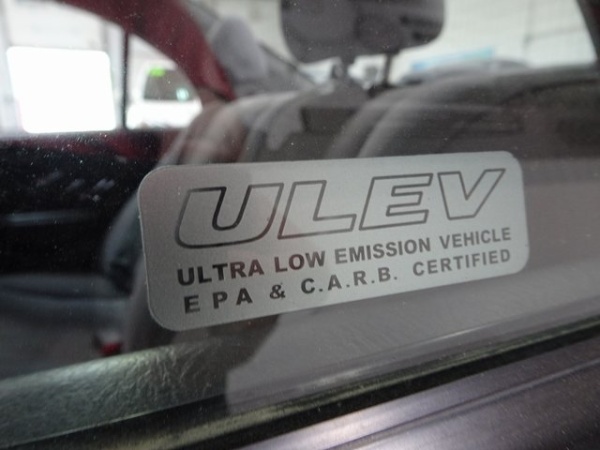 ULEV
ULTRA LOW EMISSION VEHICLE
EPA & C.A.R.B. CERTIFIED